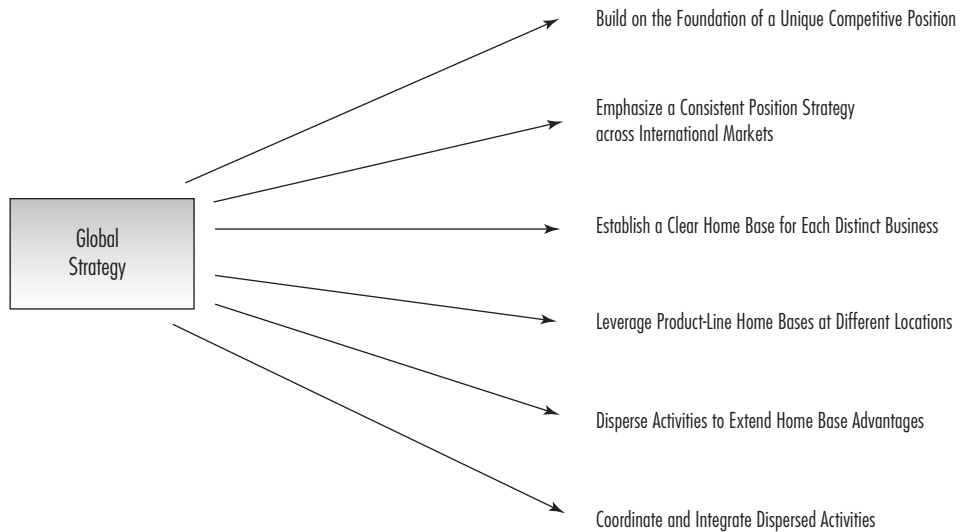 Build on the Foundation of a Unique Competitive Position
Emphasize a Consistent Position Strategy
across International Markets
Establish a Clear Home Base for Each Distinct Business
Global
Strategy
Leverage Product-Line Home Bases at Different Locations
Disperse Activities to Extend Home Base Advantages
Coordinate and Integrate Dispersed Activities